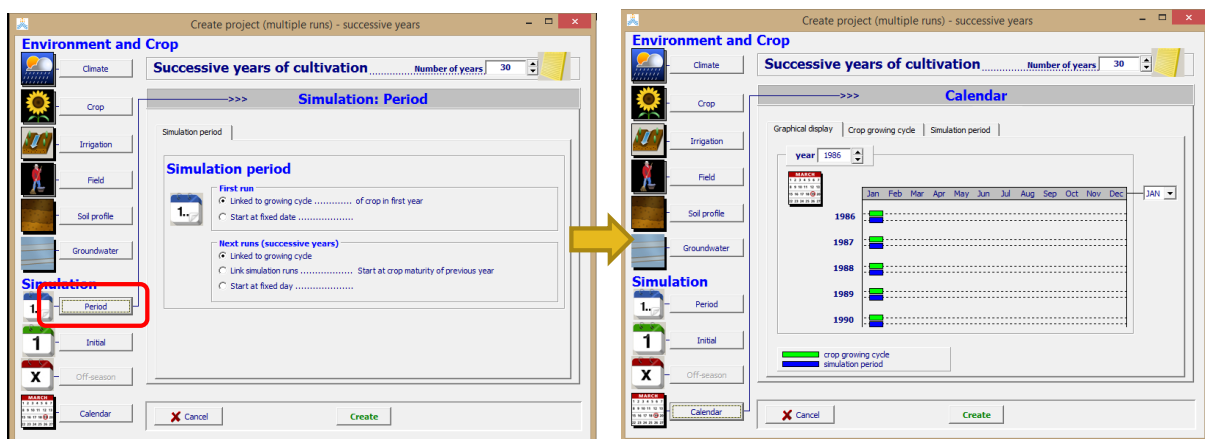 Create project (multiple runs) - successive years
Environment and Crop
Climate
Successive years of cultivation Number of years 30
Crop
>>> Simulation: Period
Irrigation
Simulation period
Field
Simulation period
First run
Linked to growing cycle ............. of crop in first year
1..
Start at fixed date ..................
Soil profile
Next runs (successive years)
Groundwater
Linked to growing cycle
Link simulation runs ................. Start at crop maturity of previous year
Start at fixed day ...................
Simulation
1..
Period
1
Initial
X
Off-season
MARCH
Calendar
Cancel
Create
Create project (multiple runs) - successive years
Environment and Crop
Climate
Successive years of cultivation Number of years 30
Crop
>>> Calendar
Irrigation
Graphical display Crop growing cycle Simulation period
year 1986
Field
MARCH
Jan Feb Mar Apr May Jun Jul Aug Sep Oct Nov Dec JAN
Soil profile
1986
Groundwater
1987
1988
Simulation
1989
1..
Period
1990
1
Initial
crop growing cycle
simulation period
X
Off-season
MARCH
Calendar
Cancel
Create